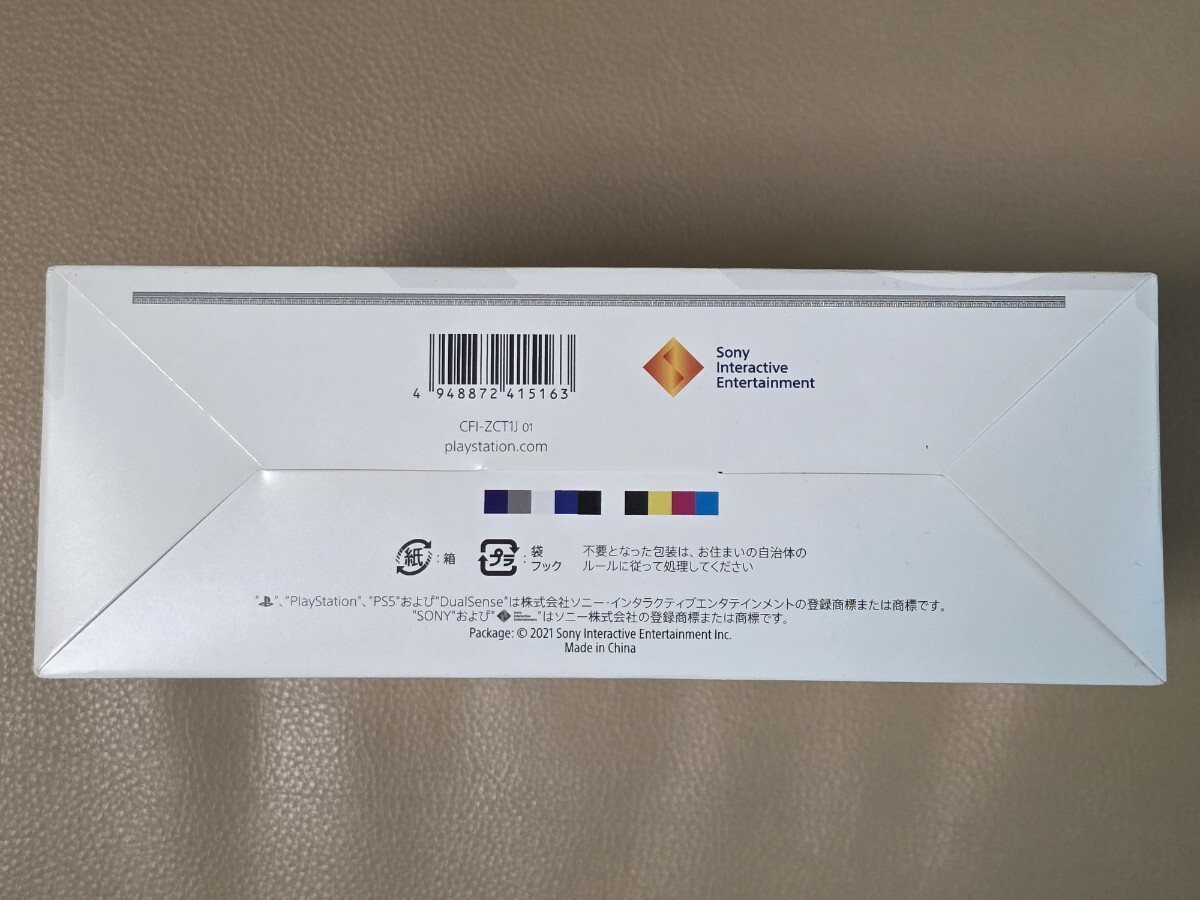 4 948872 415163
Sony
Interactive
Entertainment
CFI-ZCT1J 01
playstation.com
紙 : 箱
プラ : 袋
フック
不要となった包装は、お住まいの自治体の
ルールに従って処理してください
" "、"PlayStation"、"PS5"および"DualSense"は株式会社ソニー・インタラクティブエンタテインメントの登録商標または商標です。
"SONY"および" "はソニー株式会社の登録商標または商標です。
Package: © 2021 Sony Interactive Entertainment Inc.
Made in China